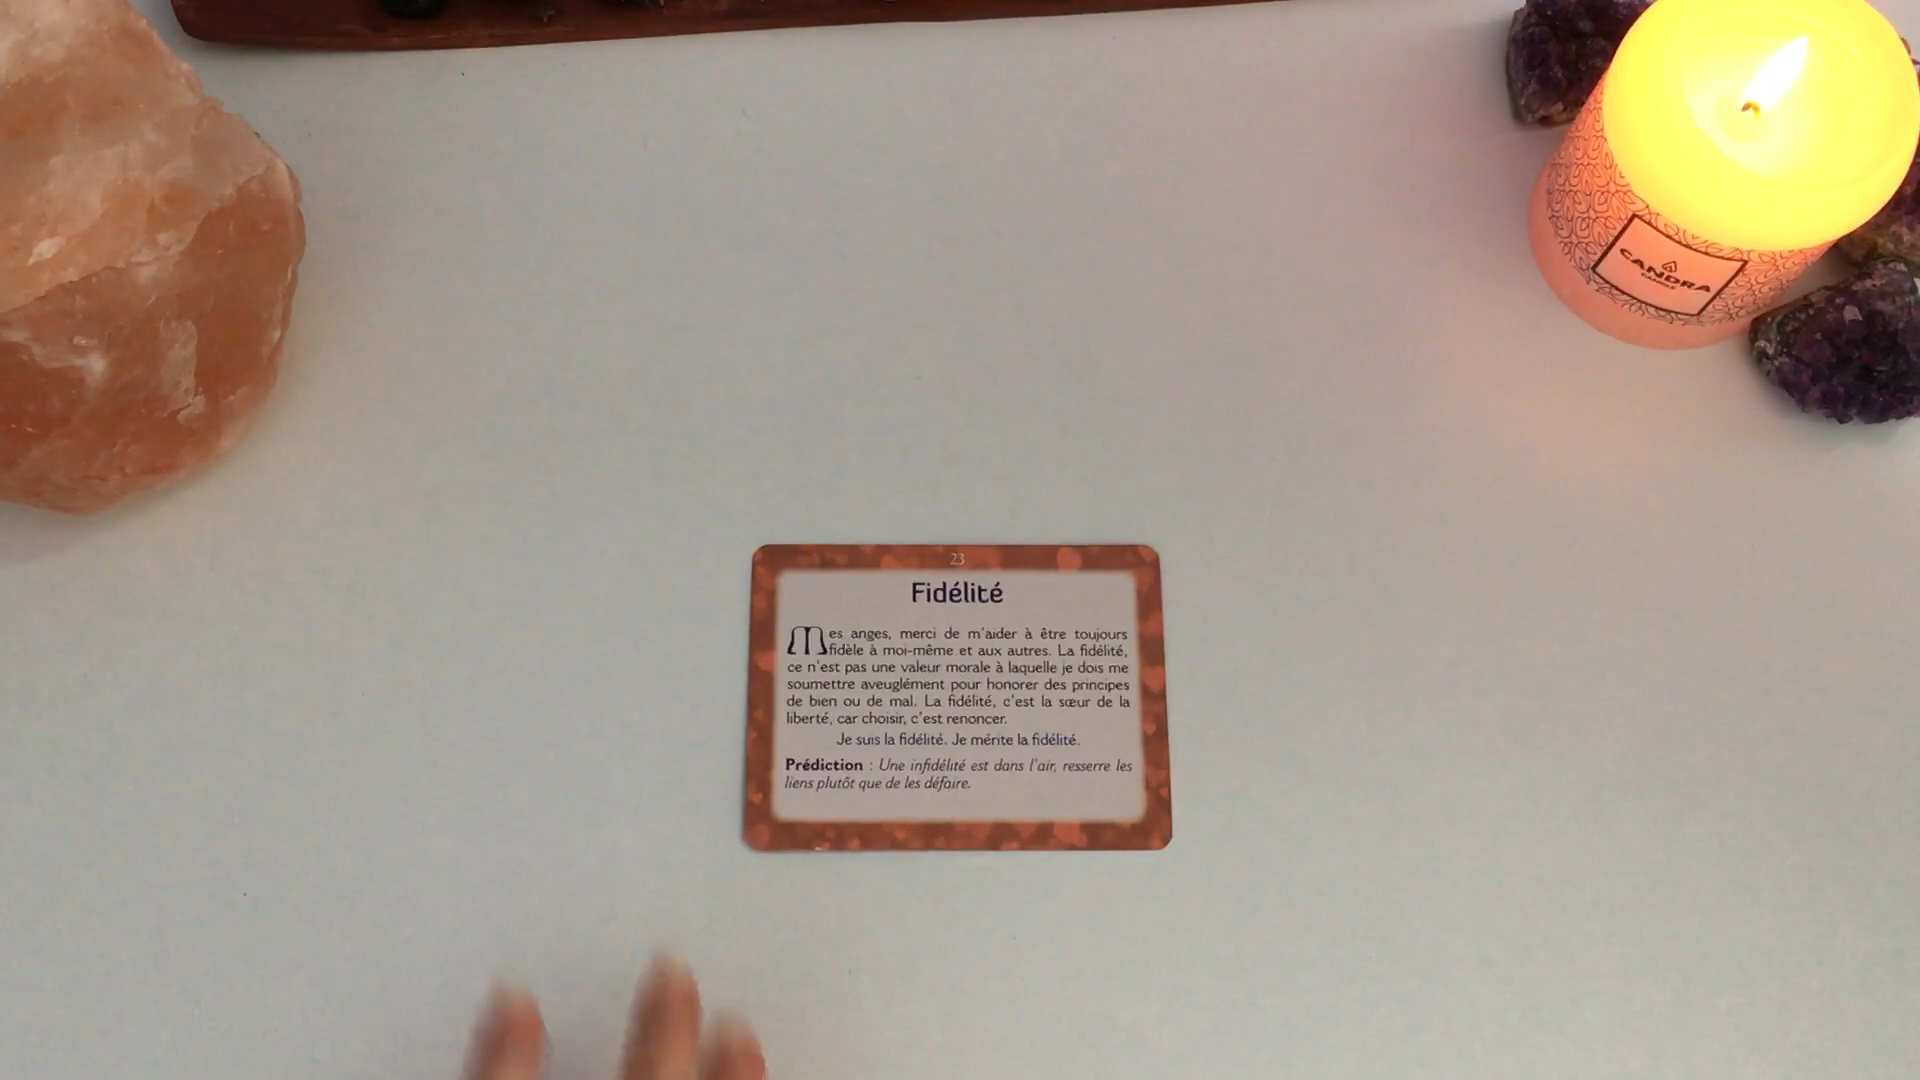 CANDRA
23
Fidélité
Mes anges, merci de m'aider à être toujours
fidèle à moi-même et aux autres. La fidélité,
ce n'est pas une valeur morale à laquelle je dois me
soumettre aveuglément pour honorer des principes
de bien ou de mal. La fidélité, c'est la sœur de la
liberté, car choisir, c'est renoncer.
Je suis la fidélité. Je mérite la fidélité.
Prédiction : Une infidélité est dans l'air, resserre les
liens plutôt que de les défaire.